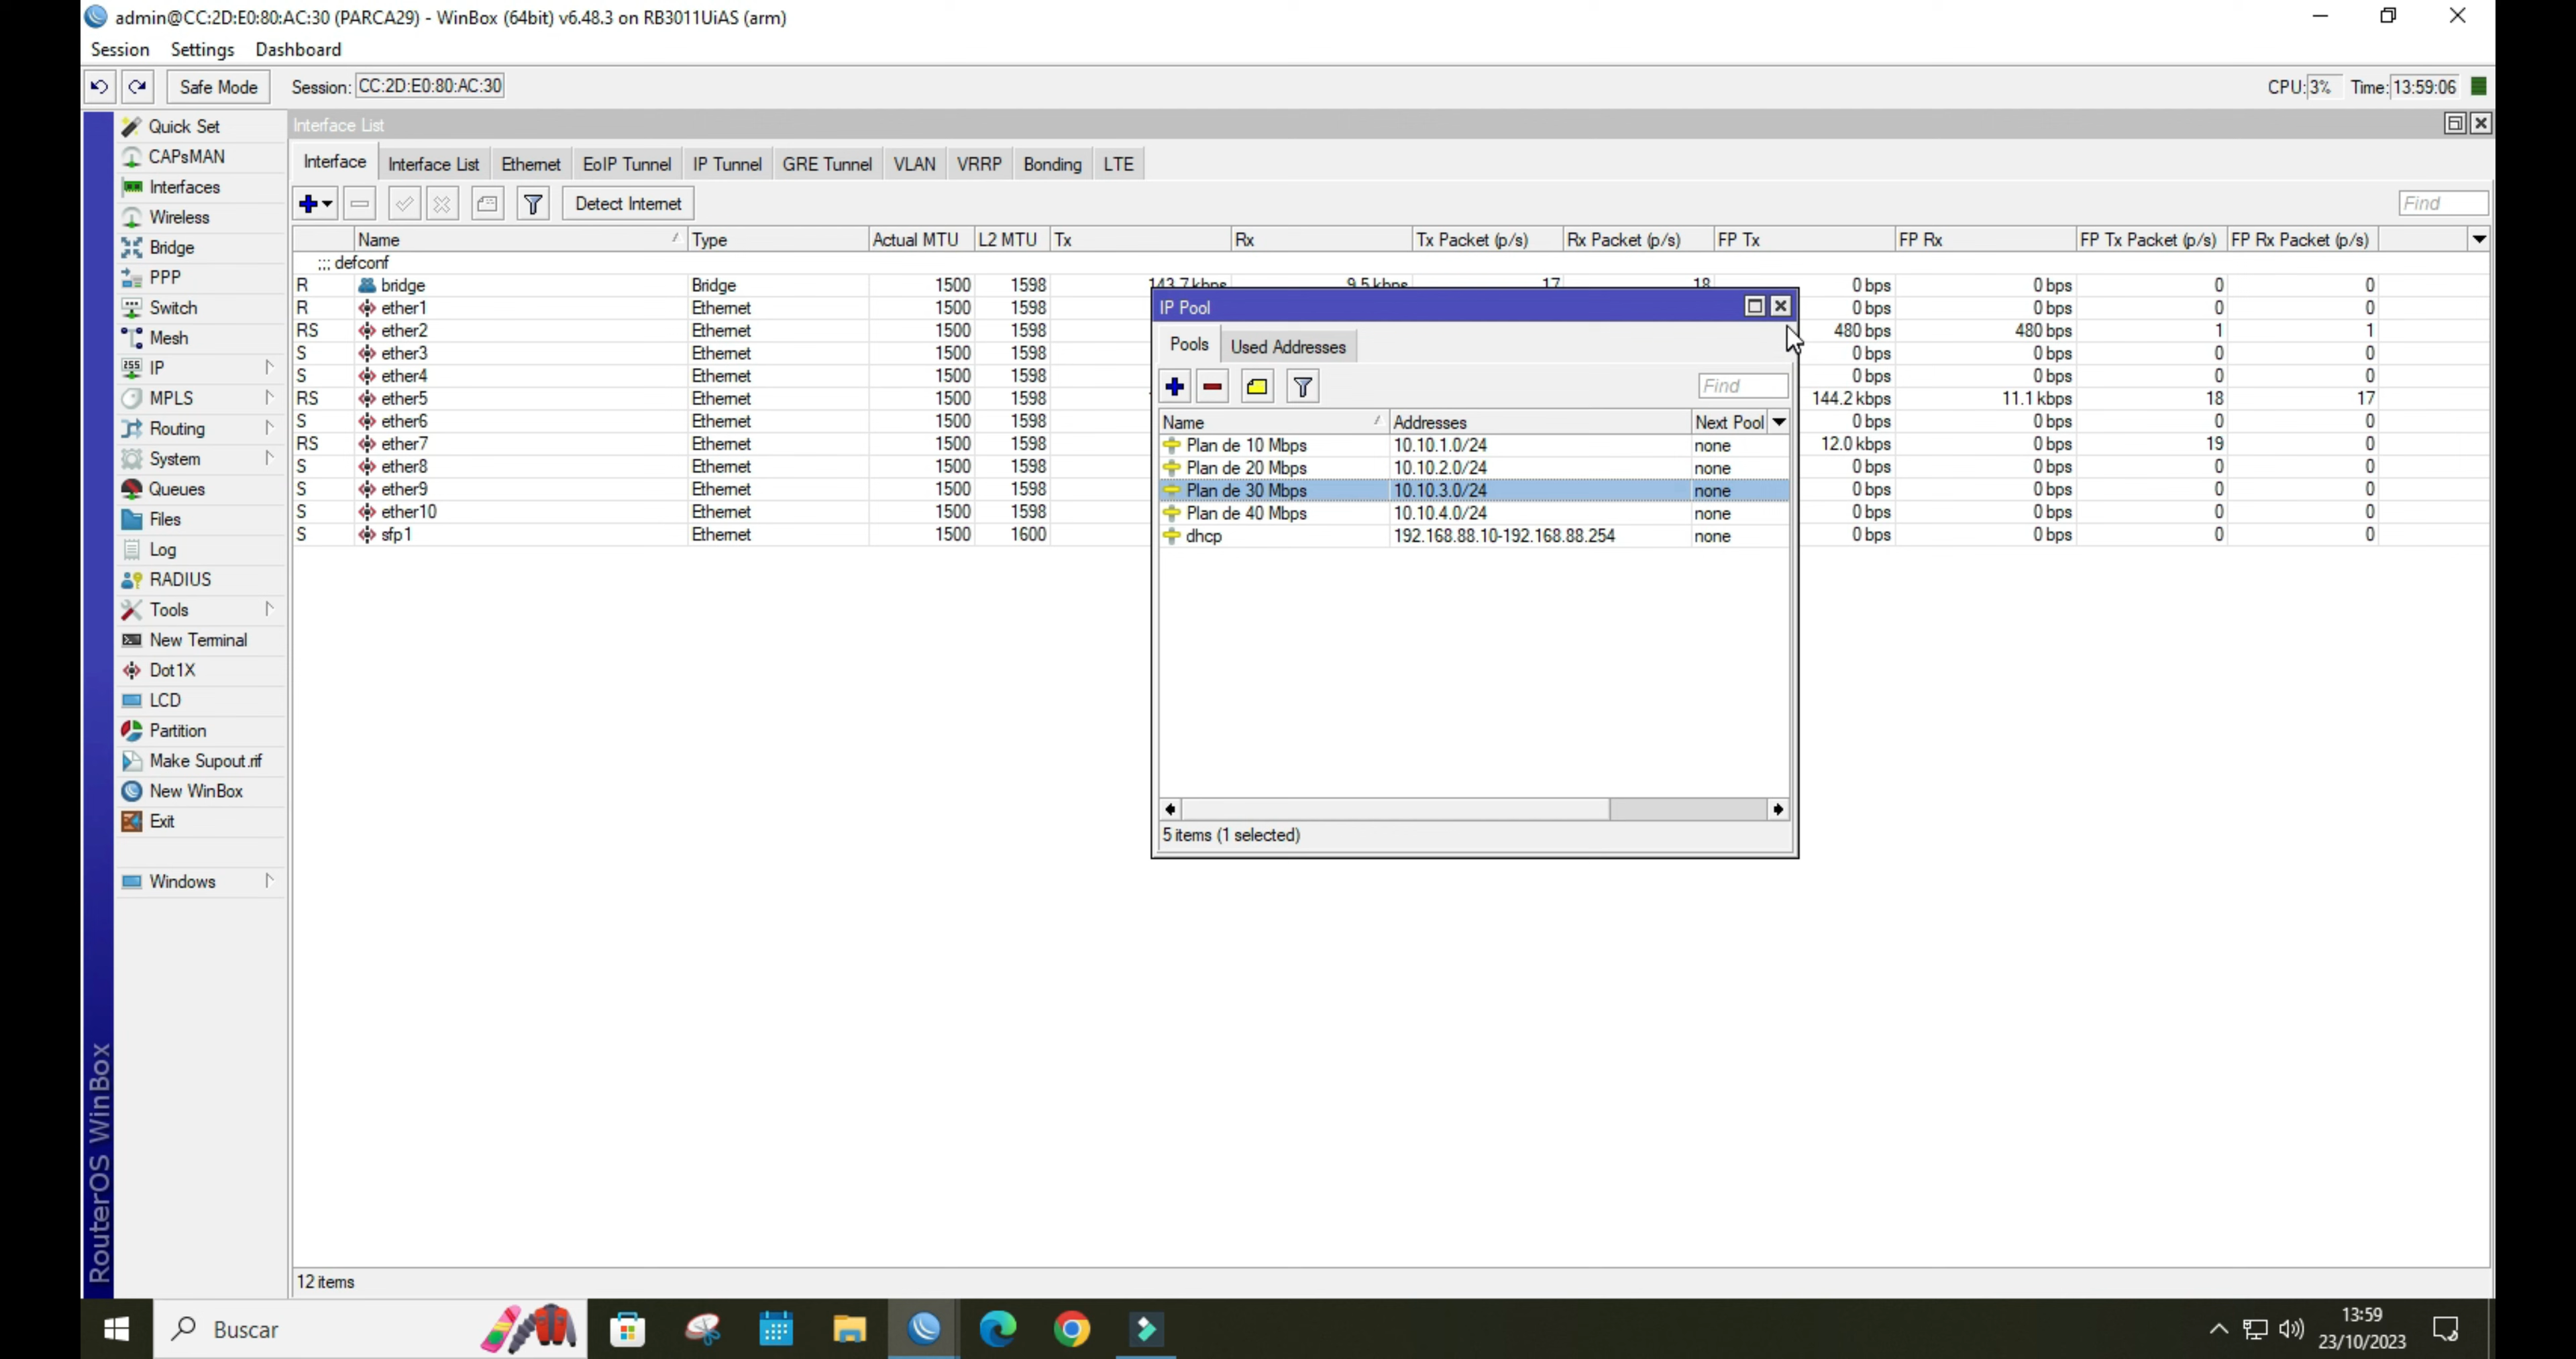 admin@CC:2D:E0:80:AC:30 (PARCA29) - WinBox (64bit) v6.48.3 on RB3011UiAS (arm)
Session Settings Dashboard
Safe Mode Session: CC:2D:E0:80:AC:30 CPU: 3% Time: 13:59:06
Quick Set
CAPsMAN
Interfaces
Wireless
Bridge
PPP
Switch
Mesh
IP
MPLS
Routing
System
Queues
Files
Log
RADIUS
Tools
New Terminal
Dot1X
LCD
Partition
Make Supout.rif
New WinBox
Exit
Windows
RouterOS WinBox
Interface List
Interface Interface List Ethernet EoIP Tunnel IP Tunnel GRE Tunnel VLAN VRRP Bonding LTE
Detect Internet Find
Name Type Actual MTU L2 MTU Tx Rx Tx Packet (p/s) Rx Packet (p/s) FP Tx FP Rx FP Tx Packet (p/s) FP Rx Packet (p/s)
;;; defconf
R bridge Bridge 1500 1598 143.7 kbps 9.5 kbps 17 18 0 bps 0 bps 0 0
R ether1 Ethernet 1500 1598 0 bps 0 bps 0 0
RS ether2 Ethernet 1500 1598 480 bps 480 bps 1 1
S ether3 Ethernet 1500 1598 0 bps 0 bps 0 0
S ether4 Ethernet 1500 1598 0 bps 0 bps 0 0
RS ether5 Ethernet 1500 1598 144.2 kbps 11.1 kbps 18 17
S ether6 Ethernet 1500 1598 0 bps 0 bps 0 0
RS ether7 Ethernet 1500 1598 12.0 kbps 0 bps 19 0
S ether8 Ethernet 1500 1598 0 bps 0 bps 0 0
S ether9 Ethernet 1500 1598 0 bps 0 bps 0 0
S ether10 Ethernet 1500 1598 0 bps 0 bps 0 0
S sfp1 Ethernet 1500 1600 0 bps 0 bps 0 0
IP Pool
Pools Used Addresses
Find
Name Addresses Next Pool
Plan de 10 Mbps 10.10.1.0/24 none
Plan de 20 Mbps 10.10.2.0/24 none
Plan de 30 Mbps 10.10.3.0/24 none
Plan de 40 Mbps 10.10.4.0/24 none
dhcp 192.168.88.10-192.168.88.254 none
5 items (1 selected)
12 items
Buscar
13:59
23/10/2023